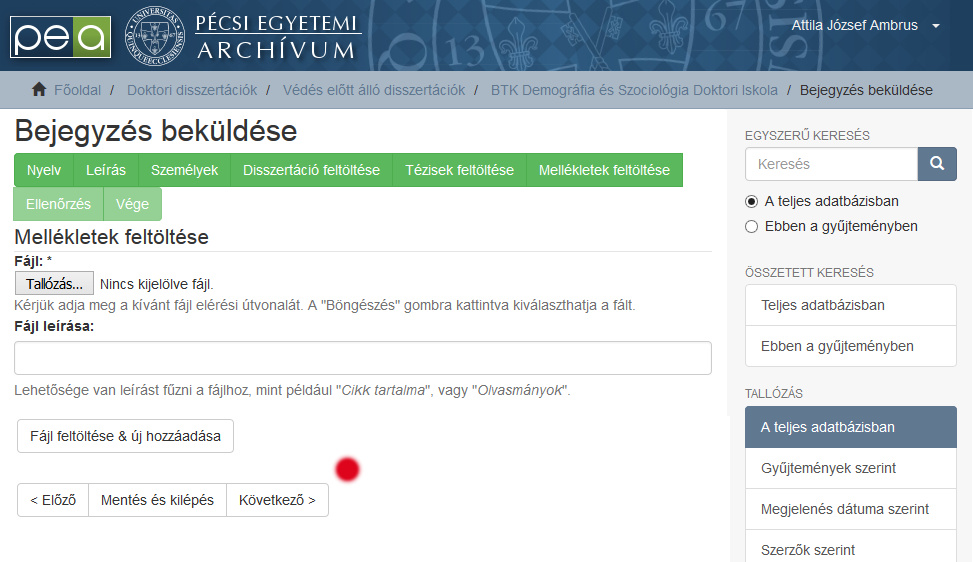 pea
UNIVERSITAS
QUINQUEECCLESIENSIS
13 67
PÉCSI EGYETEMI
ARCHÍVUM
Attila József Ambrus
Főoldal / Doktori disszertációk / Védés előtt álló disszertációk / BTK Demográfia és Szociológia Doktori Iskola / Bejegyzés beküldése
Bejegyzés beküldése
Nyelv Leírás Személyek Disszertáció feltöltése Tézisek feltöltése Mellékletek feltöltése
Ellenőrzés Vége
Mellékletek feltöltése
Fájl: *
Tallózás... Nincs kijelölve fájl.
Kérjük adja meg a kívánt fájl elérési útvonalát. A "Böngészés" gombra kattintva kiválaszthatja a fált.
Fájl leírása:
Lehetősége van leírást fűzni a fájlhoz, mint például "Cikk tartalma", vagy "Olvasmányok".
Fájl feltöltése & új hozzáadása
< Előző Mentés és kilépés Következő >
EGYSZERŰ KERESÉS
Keresés
A teljes adatbázisban
Ebben a gyűjteményben
ÖSSZETETT KERESÉS
Teljes adatbázisban
Ebben a gyűjteményben
TALLÓZÁS
A teljes adatbázisban
Gyűjtemények szerint
Megjelenés dátuma szerint
Szerzők szerint